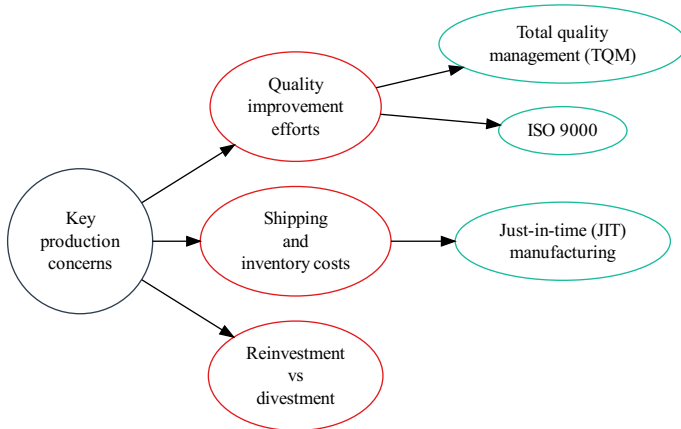 Total quality
management (TQM)
Quality
improvement
efforts
ISO 9000
Key
production
concerns
Shipping
and
inventory costs
Just-in-time (JIT)
manufacturing
Reinvestment
vs
divestment